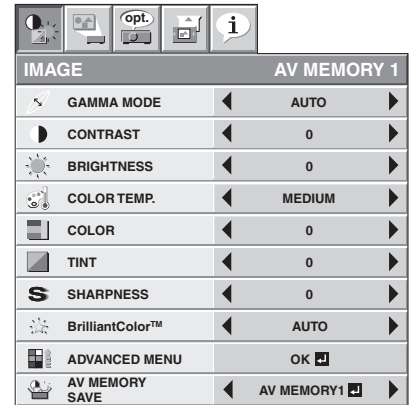 opt.
i
IMAGE AV MEMORY 1
GAMMA MODE AUTO
CONTRAST 0
BRIGHTNESS 0
COLOR TEMP. MEDIUM
COLOR 0
TINT 0
S SHARPNESS 0
BrilliantColor™ AUTO
ADVANCED MENU OK
AV MEMORY
SAVE AV MEMORY1